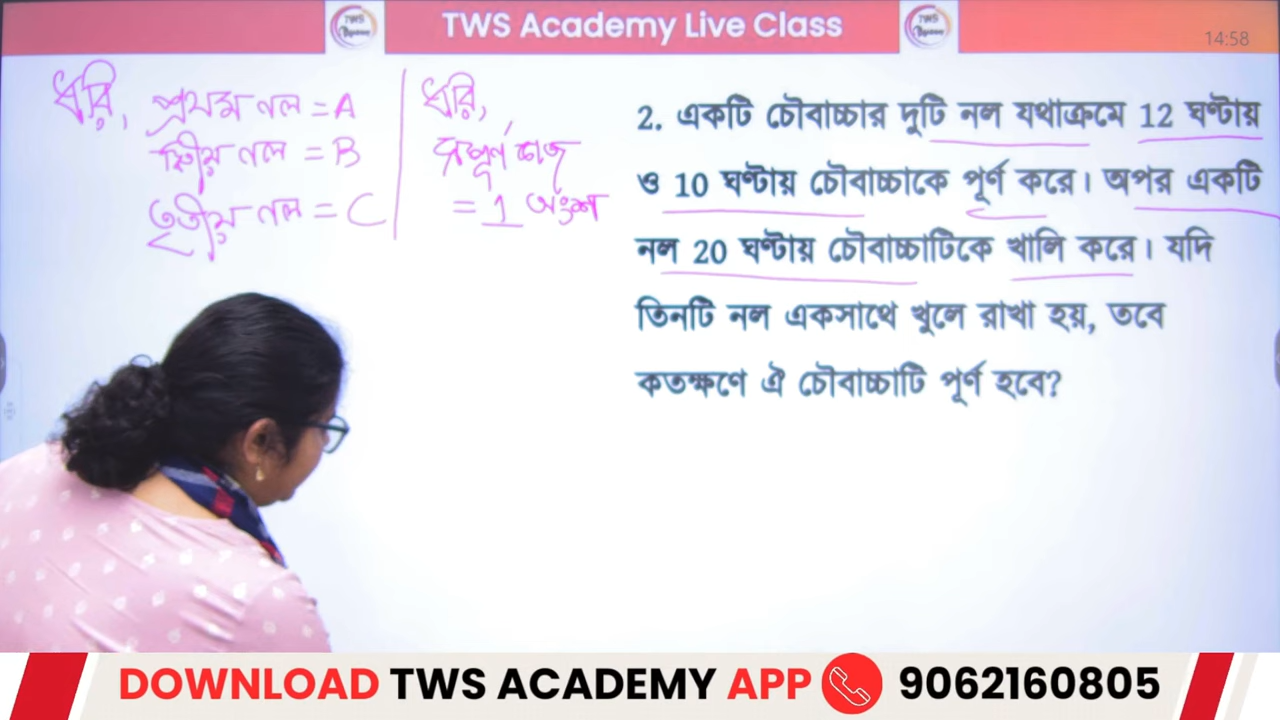 TWS Academy Live Class
TWS
TWS
14:58
ধরি, প্রথম নল = A
দ্বিতীয় নল = B
তৃতীয় নল = C
ধরি,
সম্পূর্ণ কাজ
= 1 অংশ
2. একটি চৌবাচ্চার দুটি নল যথাক্রমে 12 ঘণ্টায়
ও 10 ঘণ্টায় চৌবাচ্চাকে পূর্ণ করে। অপর একটি
নল 20 ঘণ্টায় চৌবাচ্চাটিকে খালি করে। যদি
তিনটি নল একসাথে খুলে রাখা হয়, তবে
কতক্ষণে ঐ চৌবাচ্চাটি পূর্ণ হবে?
DOWNLOAD TWS ACADEMY APP 9062160805